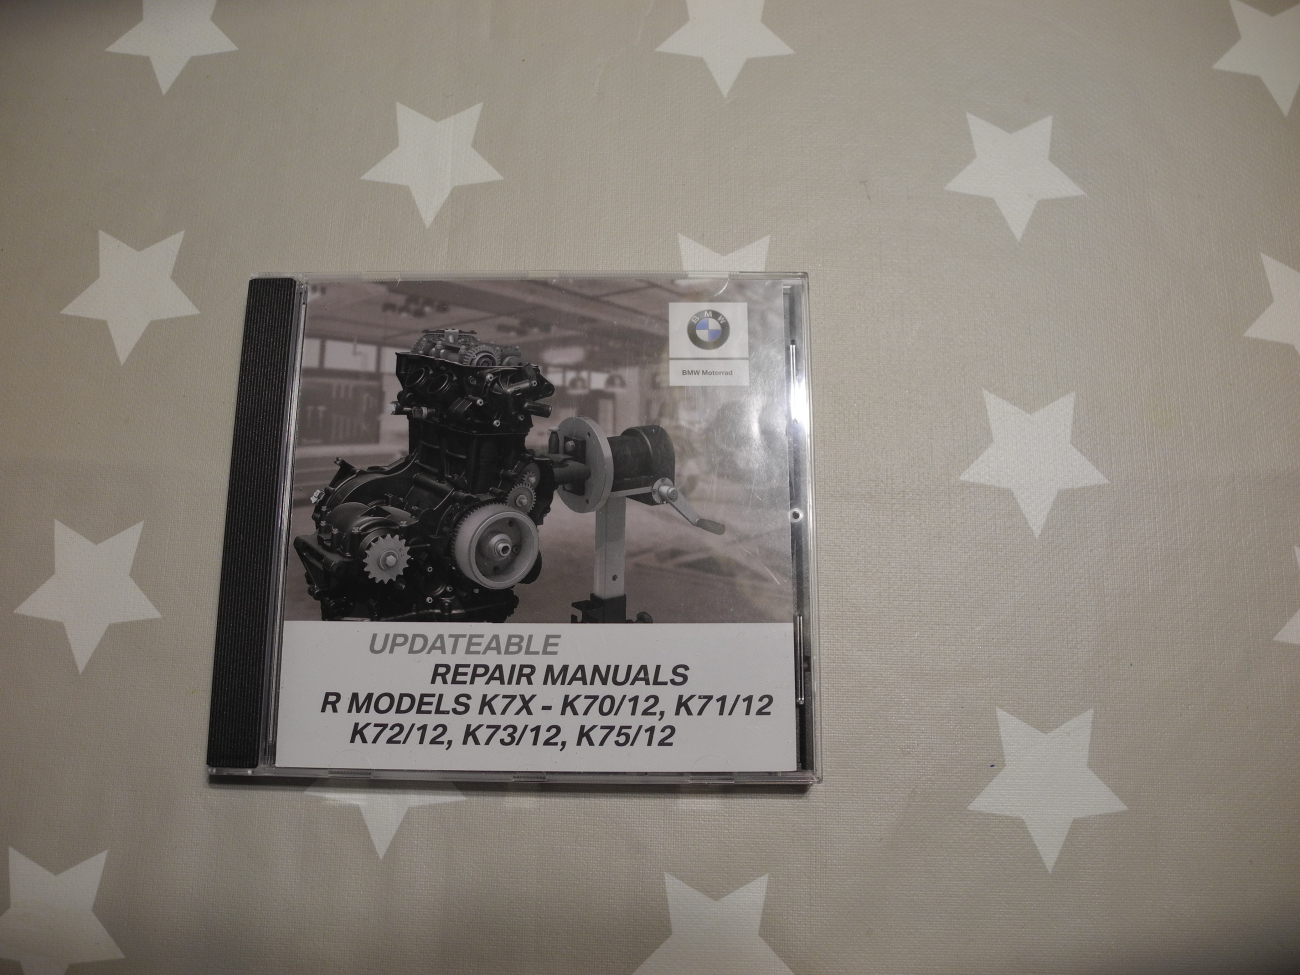 BMW
BMW Motorrad
UPDATEABLE
REPAIR MANUALS
R MODELS K7X - K70/12, K71/12
K72/12, K73/12, K75/12